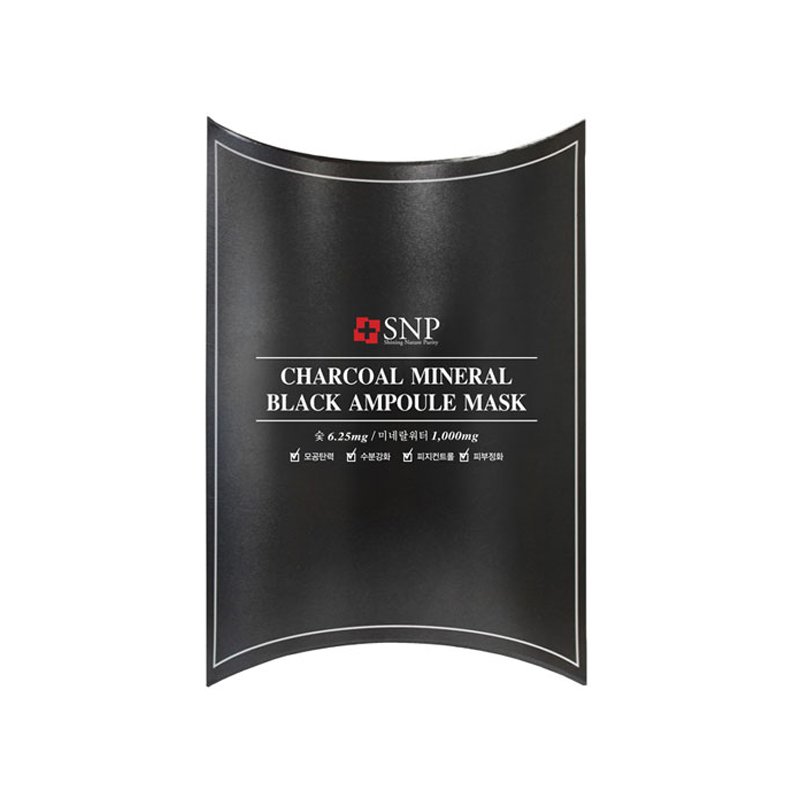 SNP
Shining Nature Purity
CHARCOAL MINERAL
BLACK AMPOULE MASK
숯 6.25mg / 미네랄워터 1,000mg
모공탄력 수분강화 피지컨트롤 피부정화